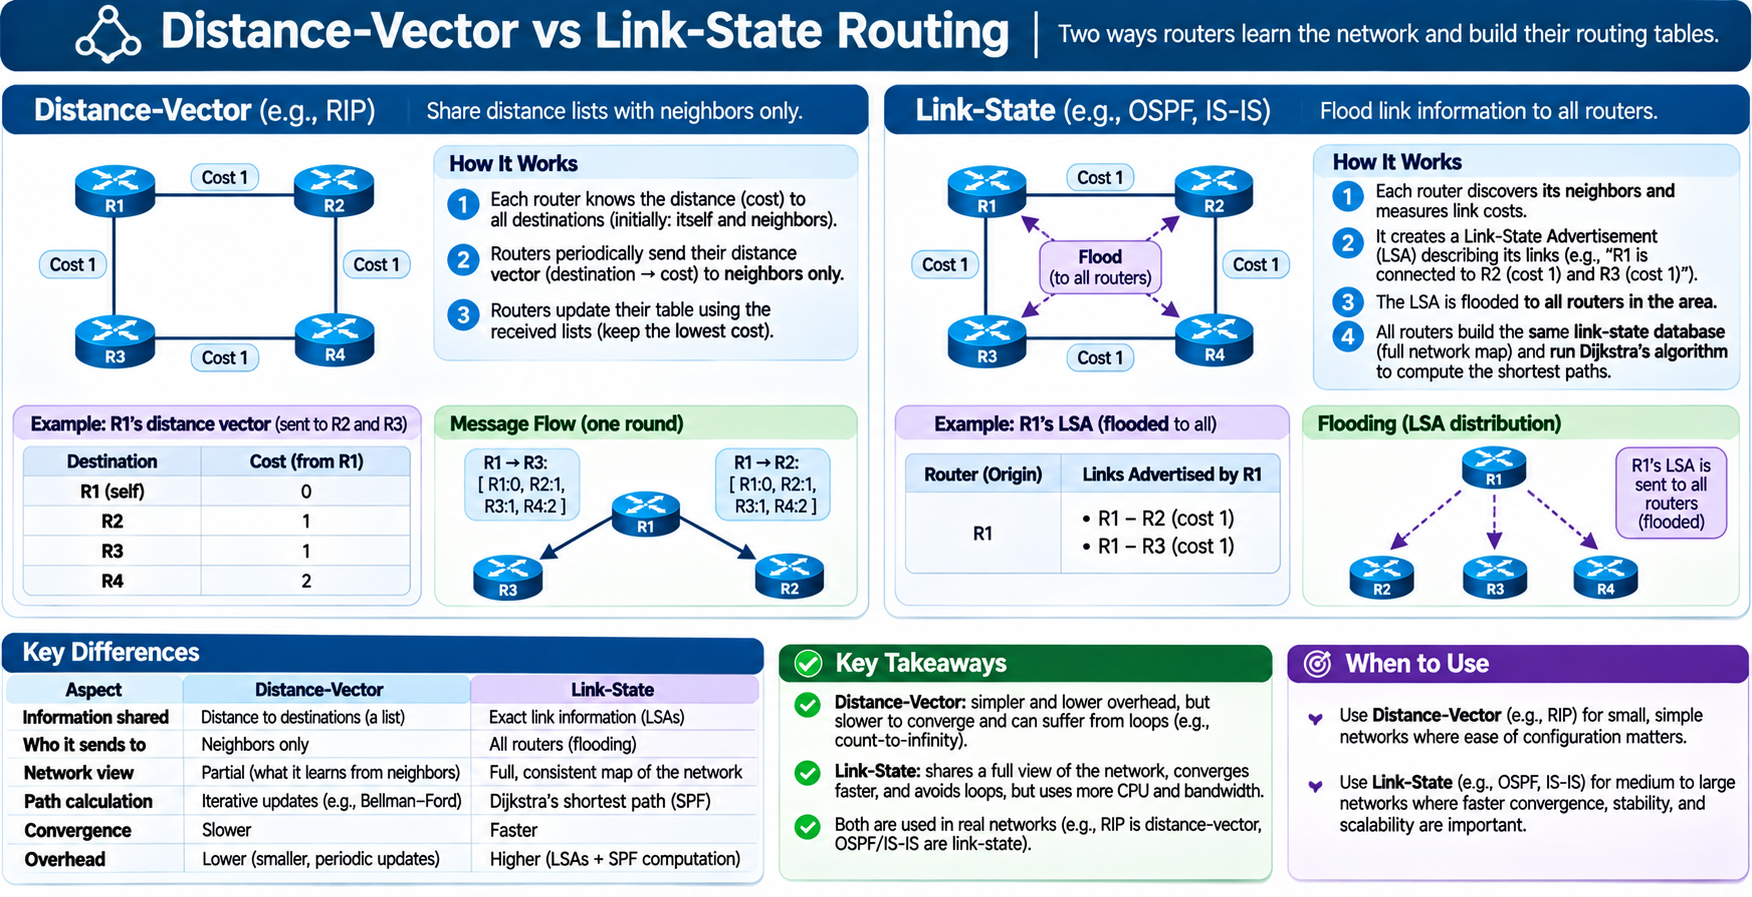 Distance-Vector vs Link-State Routing
Two ways routers learn the network and build their routing tables.
Distance-Vector (e.g., RIP)
Share distance lists with neighbors only.
R1
Cost 1
R2
Cost 1
Cost 1
R3
Cost 1
R4
How It Works
1
Each router knows the distance (cost) to
all destinations (initially: itself and neighbors).
2
Routers periodically send their distance
vector (destination → cost) to neighbors only.
3
Routers update their table using the
received lists (keep the lowest cost).
Example: R1's distance vector (sent to R2 and R3)
Destination
Cost (from R1)
R1 (self)
0
R2
1
R3
1
R4
2
Message Flow (one round)
R1 → R3:
[ R1:0, R2:1,
R3:1, R4:2 ]
R1 → R2:
[ R1:0, R2:1,
R3:1, R4:2 ]
R1
R3
R2
Link-State (e.g., OSPF, IS-IS)
Flood link information to all routers.
R1
Cost 1
R2
Cost 1
Flood
(to all routers)
Cost 1
R3
Cost 1
R4
How It Works
1
Each router discovers its neighbors and
measures link costs.
2
It creates a Link-State Advertisement
(LSA) describing its links (e.g., “R1 is
connected to R2 (cost 1) and R3 (cost 1)”).
3
The LSA is flooded to all routers in the area.
4
All routers build the same link-state database
(full network map) and run Dijkstra's algorithm
to compute the shortest paths.
Example: R1's LSA (flooded to all)
Router (Origin)
Links Advertised by R1
R1
• R1 – R2 (cost 1)
• R1 – R3 (cost 1)
Flooding (LSA distribution)
R1
R1's LSA is
sent to all
routers
(flooded)
R2
R3
R4
Key Differences
Aspect
Distance-Vector
Link-State
Information shared
Distance to destinations (a list)
Exact link information (LSAs)
Who it sends to
Neighbors only
All routers (flooding)
Network view
Partial (what it learns from neighbors)
Full, consistent map of the network
Path calculation
Iterative updates (e.g., Bellman–Ford)
Dijkstra's shortest path (SPF)
Convergence
Slower
Faster
Overhead
Lower (smaller, periodic updates)
Higher (LSAs + SPF computation)
Key Takeaways
Distance-Vector: simpler and lower overhead, but
slower to converge and can suffer from loops (e.g.,
count-to-infinity).
Link-State: shares a full view of the network, converges
faster, and avoids loops, but uses more CPU and bandwidth.
Both are used in real networks (e.g., RIP is distance-vector,
OSPF/IS-IS are link-state).
When to Use
Use Distance-Vector (e.g., RIP) for small, simple
networks where ease of configuration matters.
Use Link-State (e.g., OSPF, IS-IS) for medium to large
networks where faster convergence, stability, and
scalability are important.